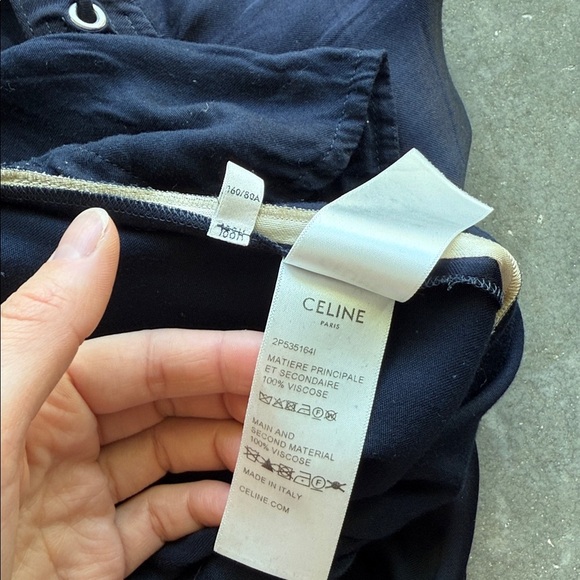 160/80A
CELINE
PARIS
2P535164I
MATIERE PRINCIPALE
ET SECONDAIRE
100% VISCOSE
MAIN AND
SECOND MATERIAL
100% VISCOSE
MADE IN ITALY
CELINE.COM